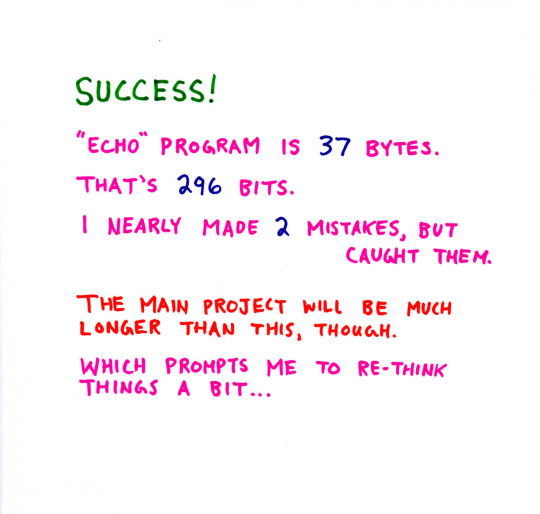 SUCCESS!
"ECHO" PROGRAM IS 37 BYTES.
THAT'S 296 BITS.
I NEARLY MADE 2 MISTAKES, BUT
CAUGHT THEM.
THE MAIN PROJECT WILL BE MUCH
LONGER THAN THIS, THOUGH.
WHICH PROMPTS ME TO RE-THINK
THINGS A BIT...